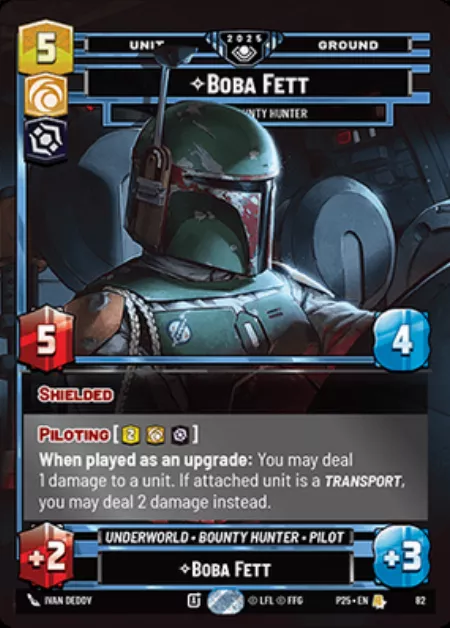 5
UNIT
2025
GROUND
✧BOBA FETT
BOUNTY HUNTER
5
4
SHIELDED
PILOTING [2]
When played as an upgrade: You may deal
1 damage to a unit. If attached unit is a TRANSPORT,
you may deal 2 damage instead.
+2
UNDERWORLD • BOUNTY HUNTER • PILOT
✧BOBA FETT
+3
IVAN DEDOV
© LFL © FFG
P25 • EN
82